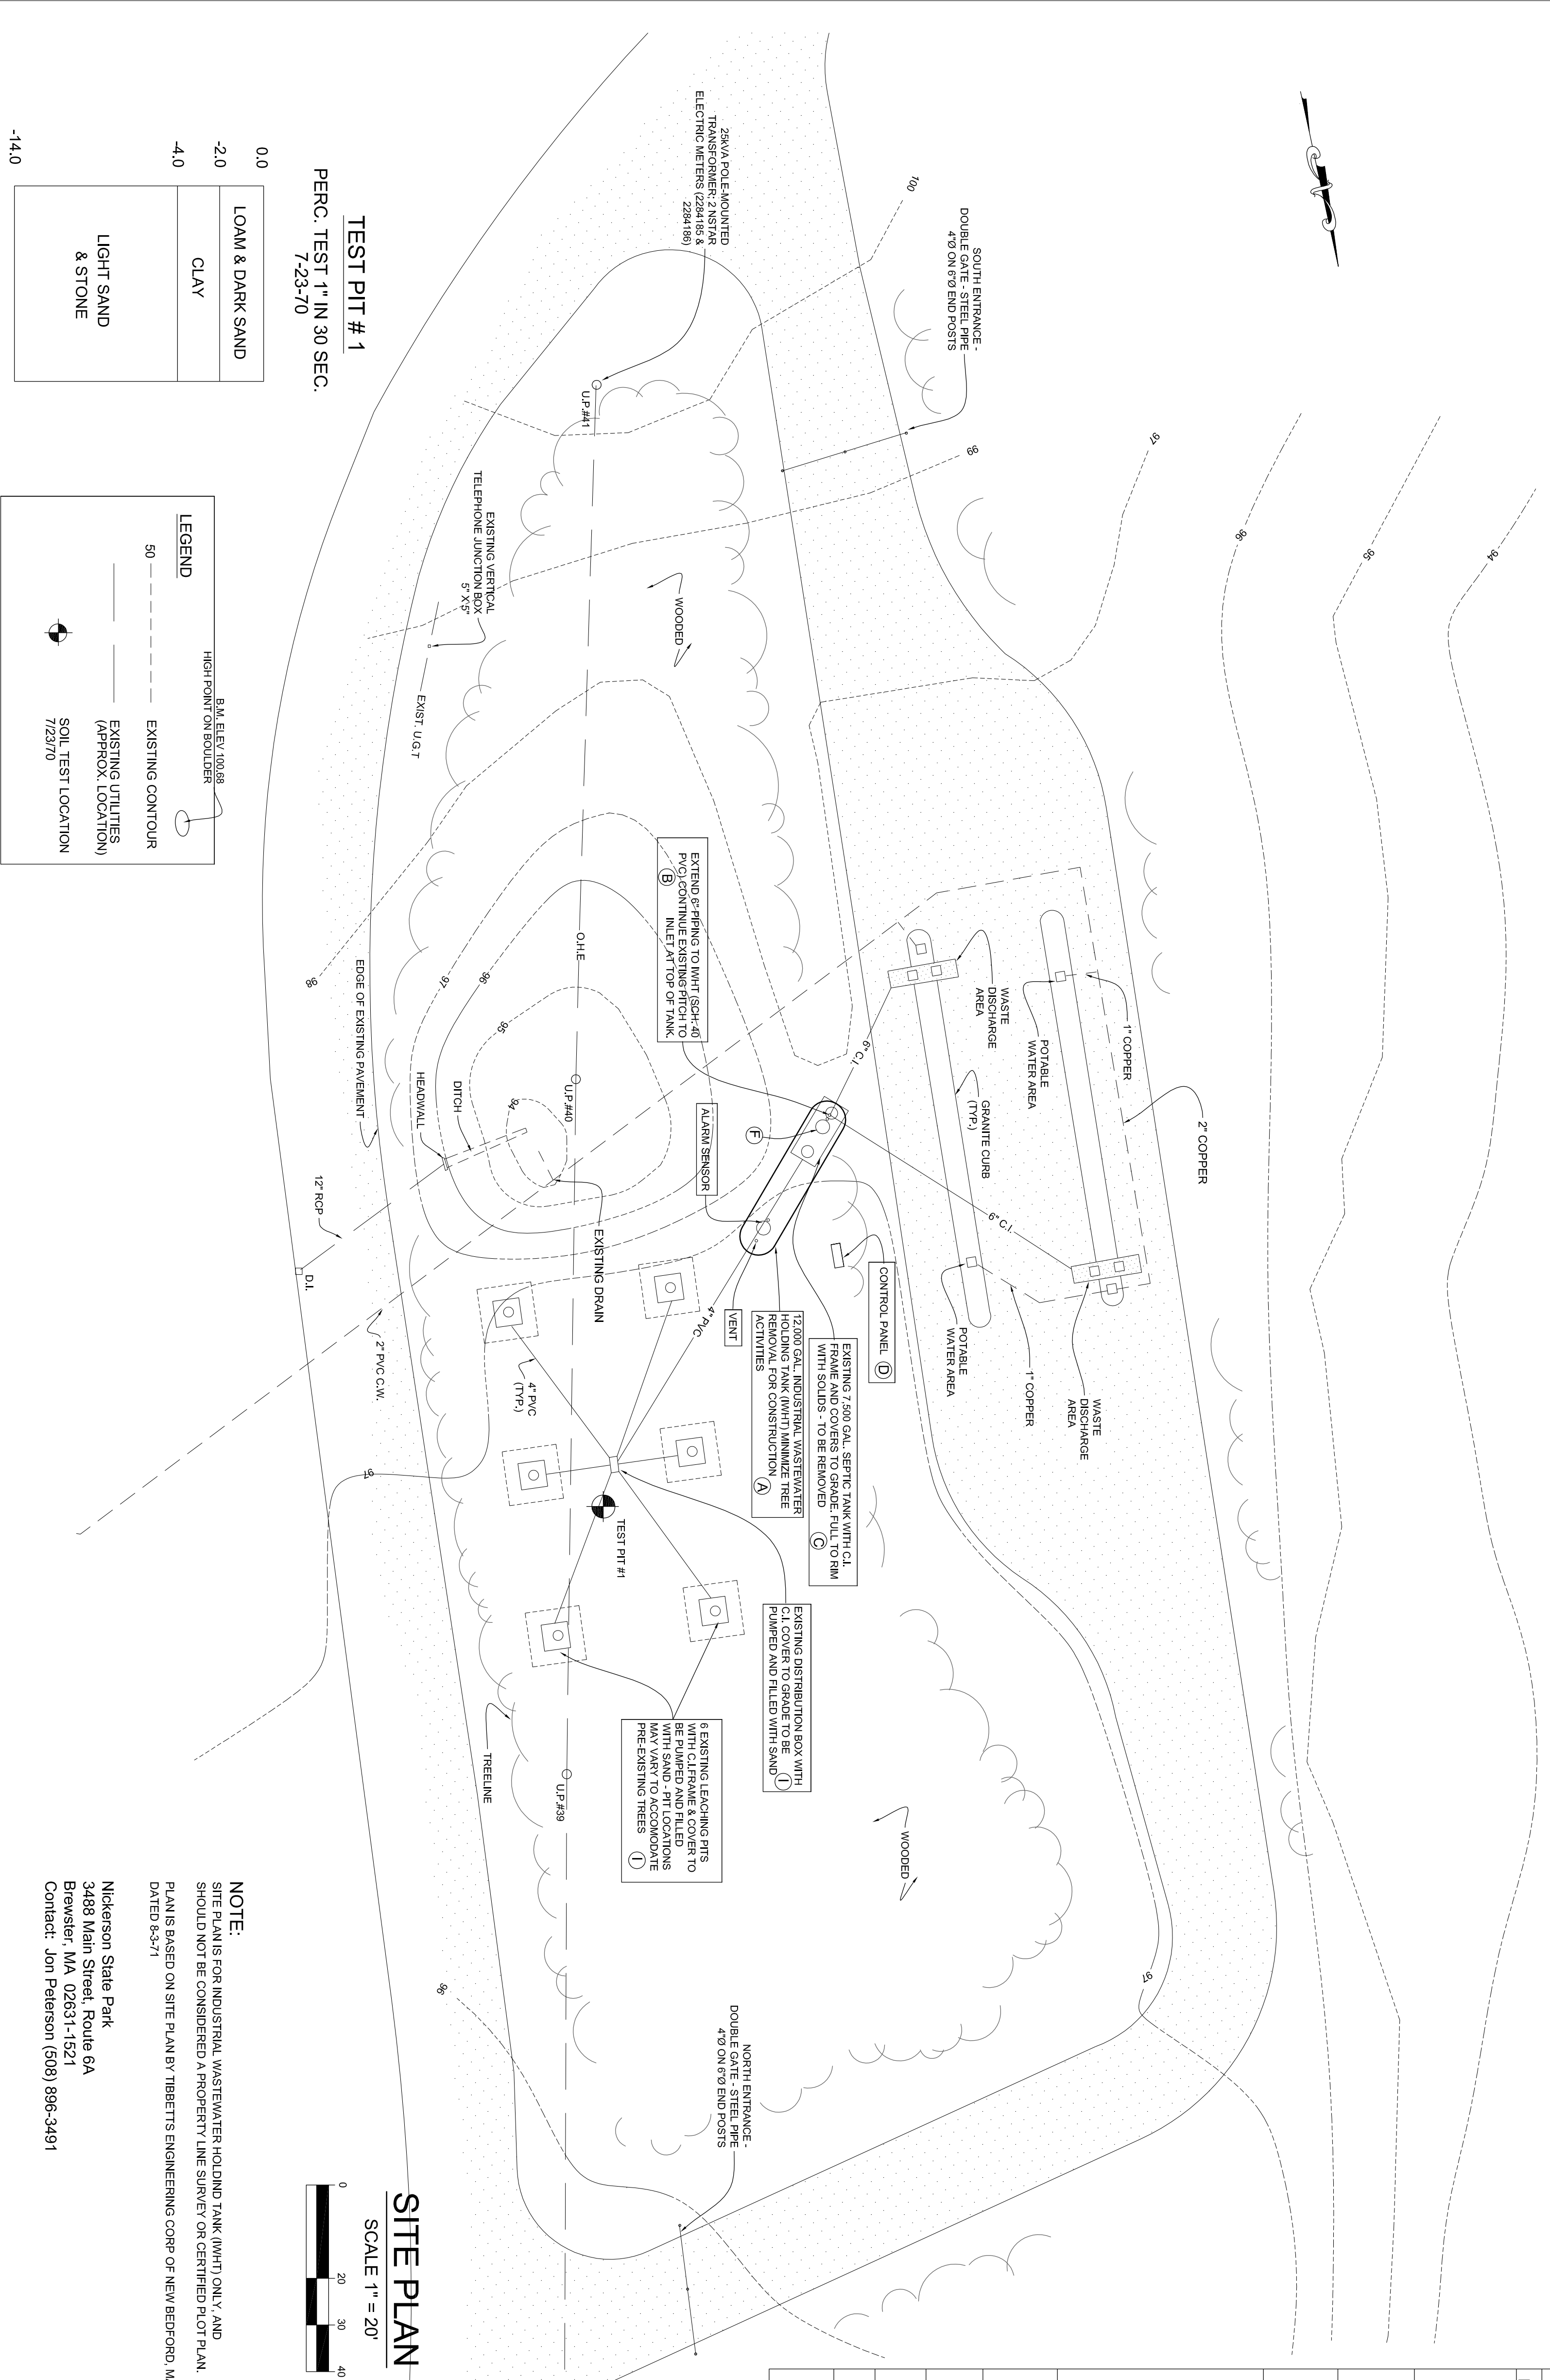 25kVA POLE-MOUNTED
TRANSFORMER; 2 NSTAR
ELECTRIC METERS (2284185 &
2284186)
SOUTH ENTRANCE -
DOUBLE GATE - STEEL PIPE
4"Ø ON 6"Ø END POSTS
100
99
97
96
95
94
U.P.#41
EXISTING VERTICAL
TELEPHONE JUNCTION BOX
5" X 5"
WOODED
EXIST. U.G.T
EXTEND 6" PIPING TO IWHT (SCH. 40
PVC) CONTINUE EXISTING PITCH TO
INLET AT TOP OF TANK.
B
1" COPPER
2" COPPER
POTABLE
WATER AREA
WASTE
DISCHARGE
AREA
GRANITE CURB
(TYP.)
6" C.I.
6" C.I.
O.H.E
98
97
96
95
94
EDGE OF EXISTING PAVEMENT
HEADWALL
DITCH
U.P.#40
ALARM SENSOR
F
12" RCP
D.I.
EXISTING DRAIN
2" PVC C.W.
4" PVC
(TYP.)
4" PVC
VENT
CONTROL PANEL
D
12,000 GAL. INDUSTRIAL WASTEWATER
HOLDING TANK (IWHT) MINIMIZE TREE
REMOVAL FOR CONSTRUCTION
ACTIVITIES
A
EXISTING 7,500 GAL. SEPTIC TANK WITH C.I.
FRAME AND COVERS TO GRADE. FULL TO RIM
WITH SOLIDS - TO BE REMOVED
C
POTABLE
WATER AREA
1" COPPER
WASTE
DISCHARGE
AREA
97
TEST PIT #1
EXISTING DISTRIBUTION BOX WITH
C.I. COVER TO GRADE TO BE
PUMPED AND FILLED WITH SAND
I
6 EXISTING LEACHING PITS
WITH C.I.FRAME & COVER TO
BE PUMPED AND FILLED
WITH SAND - PIT LOCATIONS
MAY VARY TO ACCOMODATE
PRE-EXISTING TREES
I
TREELINE
U.P.#39
WOODED
96
97
NORTH ENTRANCE -
DOUBLE GATE - STEEL PIPE
4"Ø ON 6"Ø END POSTS
TEST PIT # 1
PERC. TEST 1" IN 30 SEC.
7-23-70
0.0
-2.0
-4.0
-14.0
LOAM & DARK SAND
CLAY
LIGHT SAND
& STONE
B.M. ELEV 100.68
HIGH POINT ON BOULDER
LEGEND
50
EXISTING CONTOUR
EXISTING UTILITIES
(APPROX. LOCATION)
SOIL TEST LOCATION
7/23/70
SITE PLAN
SCALE 1" = 20'
0
20
30
40
NOTE:
SITE PLAN IS FOR INDUSTRIAL WASTEWATER HOLDIND TANK (IWHT) ONLY, AND
SHOULD NOT BE CONSIDERED A PROPERTY LINE SURVEY OR CERTIFIED PLOT PLAN.
PLAN IS BASED ON SITE PLAN BY TIBBETTS ENGINEERING CORP OF NEW BEDFORD,
DATED 8-3-71
Nickerson State Park
3488 Main Street, Route 6A
Brewster, MA 02631-1521
Contact: Jon Peterson (508) 896-3491